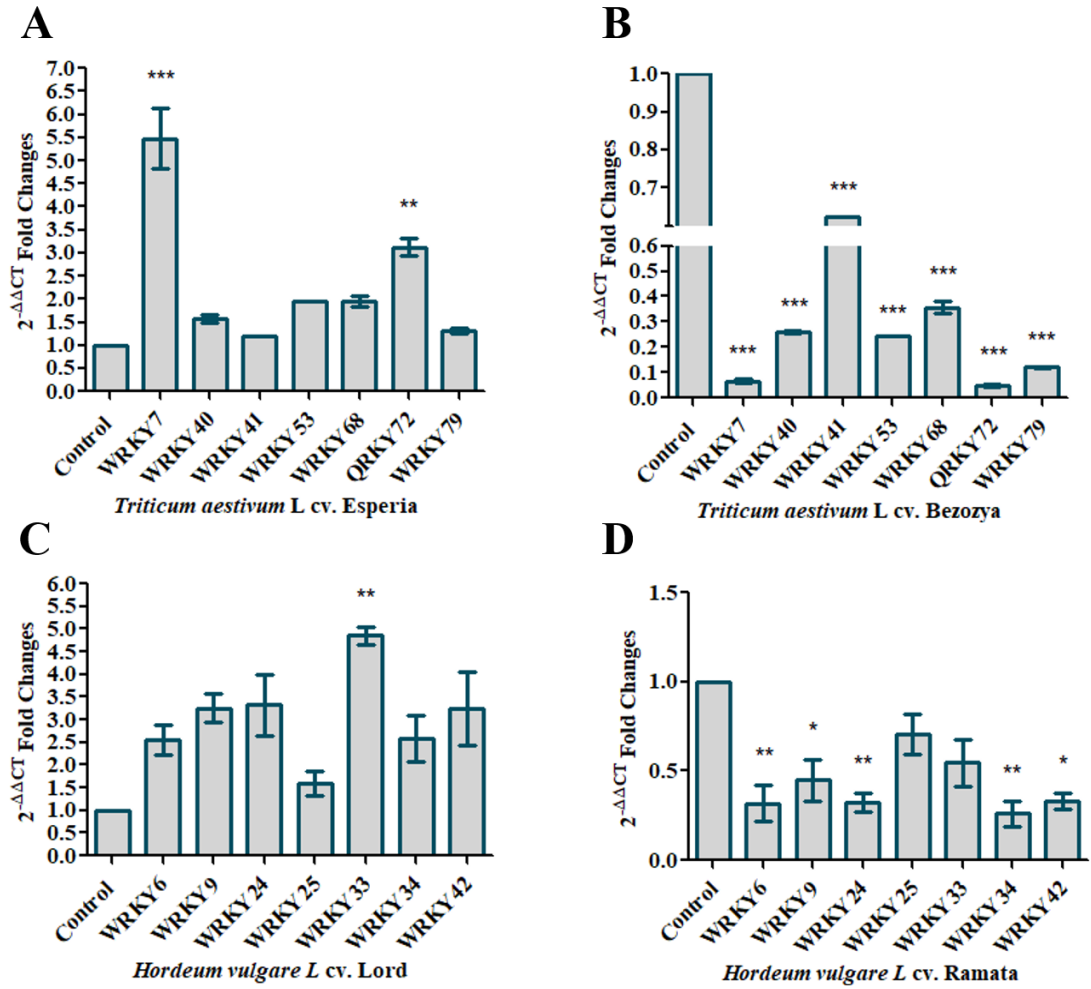 A
2^-ΔΔCT Fold Changes
7.0
6.5
6.0
5.5
5.0
4.5
4.0
3.5
3.0
2.5
2.0
1.5
1.0
0.5
0.0
***
**
Control
WRKY7
WRKY40
WRKY41
WRKY53
WRKY68
QRKY72
WRKY79
Triticum aestivum L cv. Esperia
B
2^-ΔΔCT Fold Changes
1.0
0.9
0.8
0.7
0.6
0.5
0.4
0.3
0.2
0.1
0.0
***
***
***
***
***
***
***
Control
WRKY7
WRKY40
WRKY41
WRKY53
WRKY68
QRKY72
WRKY79
Triticum aestivum L cv. Bezozya
C
2^-ΔΔCT Fold Changes
6.0
5.5
5.0
4.5
4.0
3.5
3.0
2.5
2.0
1.5
1.0
0.5
0.0
**
Control
WRKY6
WRKY9
WRKY24
WRKY25
WRKY33
WRKY34
WRKY42
Hordeum vulgare L cv. Lord
D
2^-ΔΔCT Fold Changes
1.5
1.0
0.5
0.0
**
*
**
**
*
Control
WRKY6
WRKY9
WRKY24
WRKY25
WRKY33
WRKY34
WRKY42
Hordeum vulgare L cv. Ramata